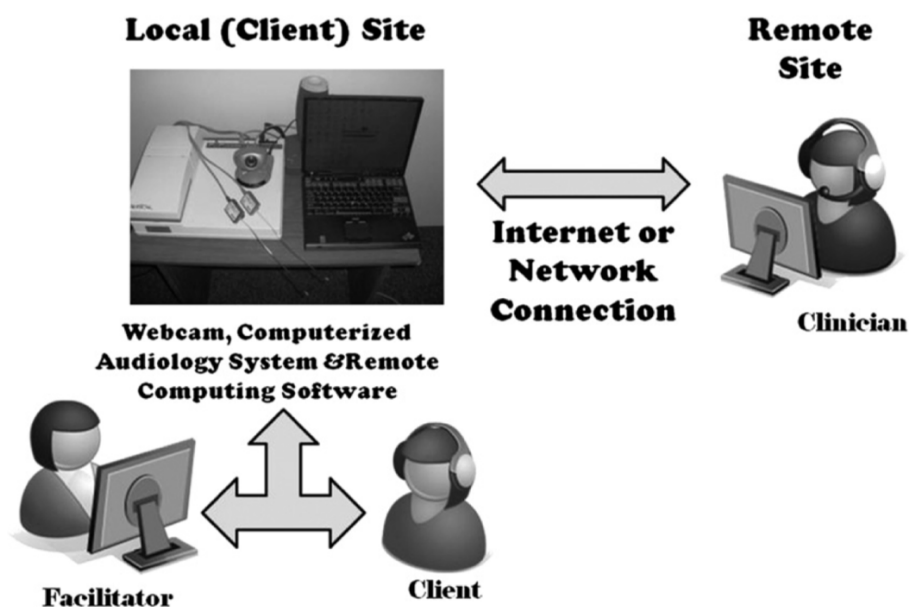 Local (Client) Site
Remote
Site
Internet or
Network
Connection
Clinician
Webcam, Computerized
Audiology System &Remote
Computing Software
Facilitator
Client